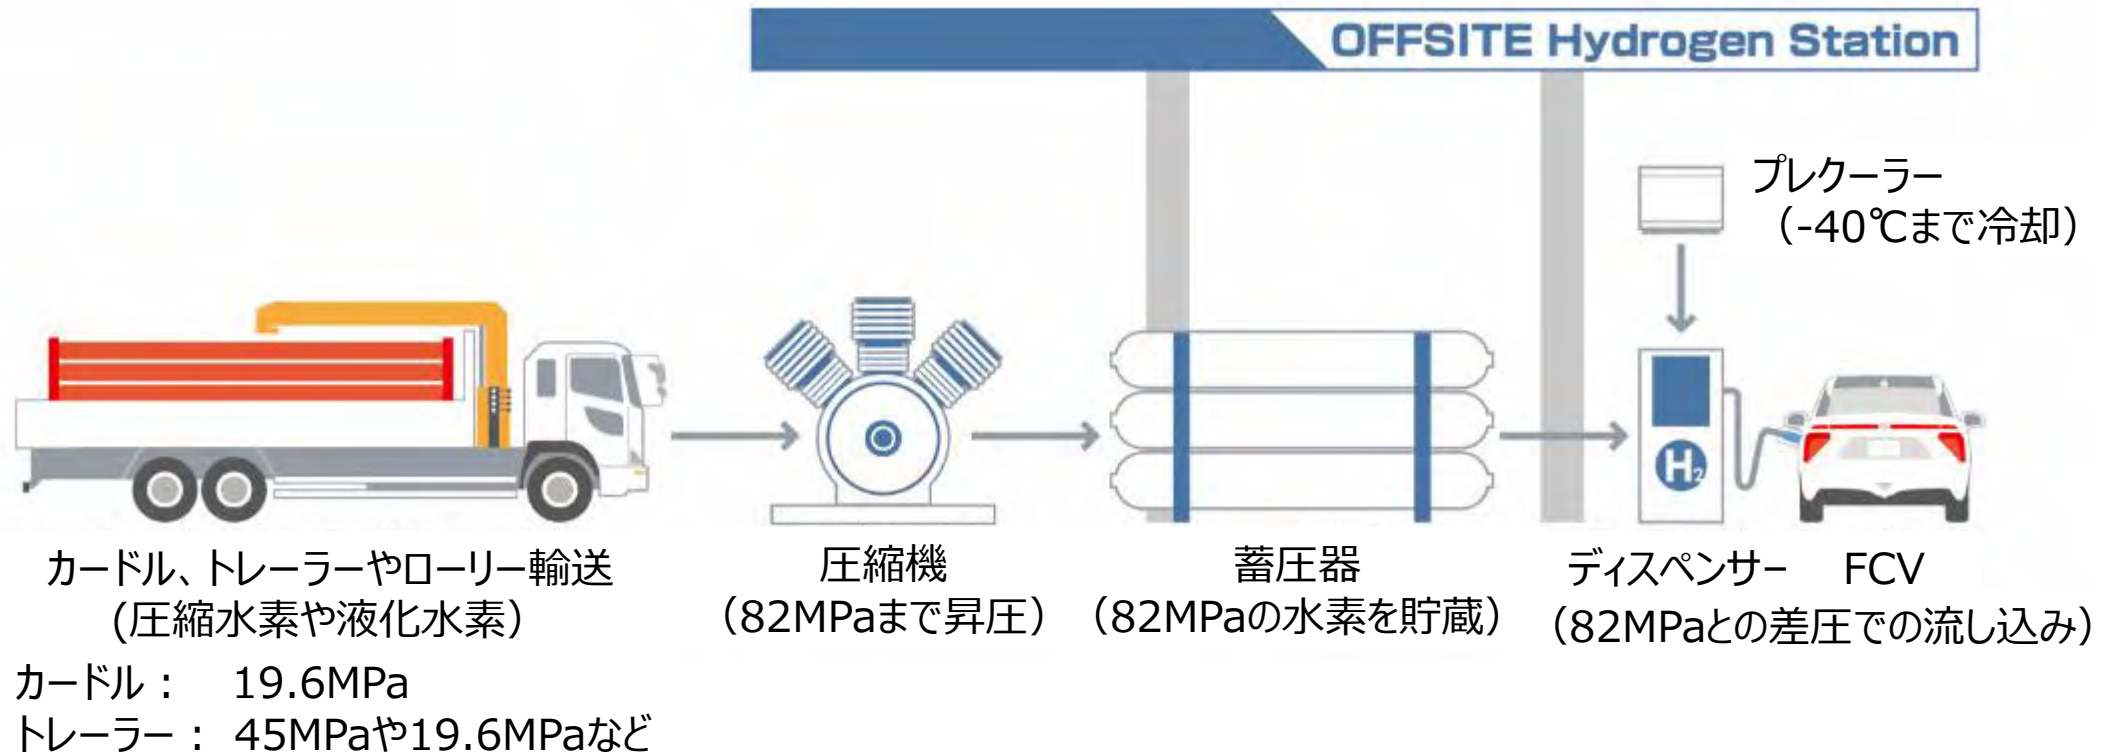 OFFSITE Hydrogen Station
プレクーラー
（-40℃まで冷却）
H2
カードル、トレーラーやローリー輸送
(圧縮水素や液化水素）
圧縮機
（82MPaまで昇圧）
蓄圧器
（82MPaの水素を貯蔵）
ディスペンサー FCV
（82MPaとの差圧での流し込み）
カードル： 19.6MPa
トレーラー： 45MPaや19.6MPaなど